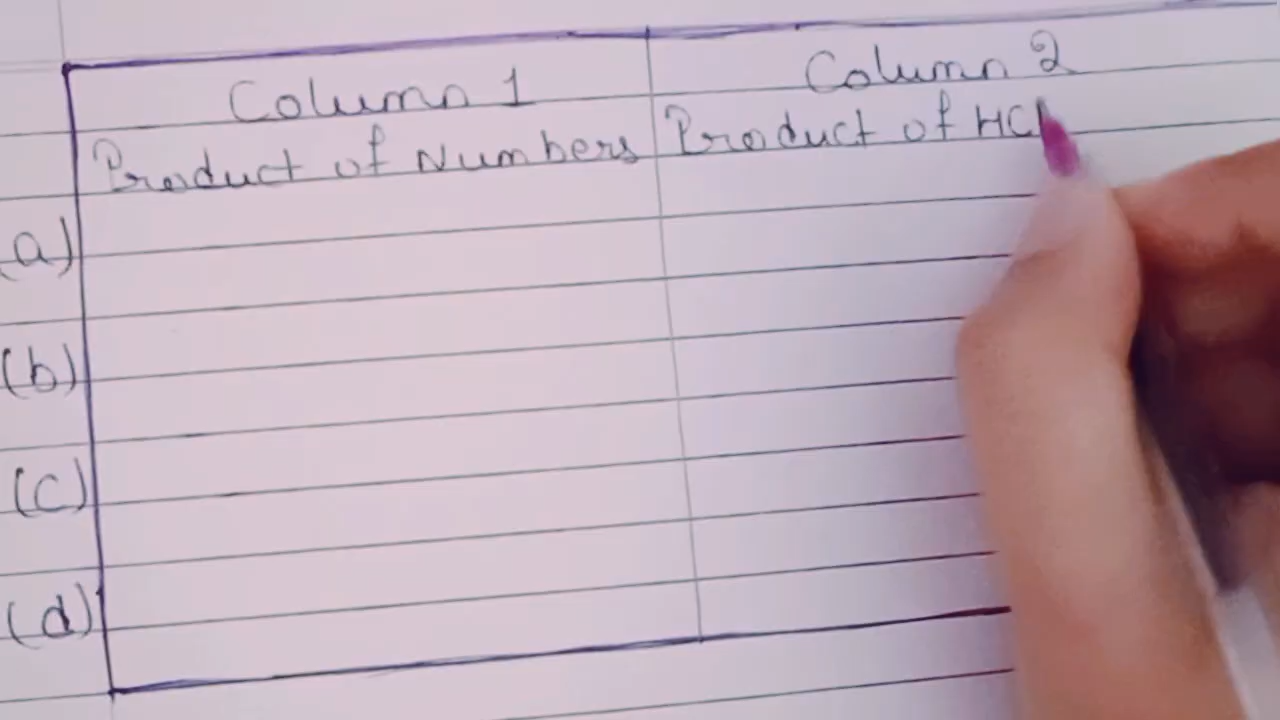 Column 1 Column 2
Product of Numbers Product of HC
(a)
(b)
(c)
(d)